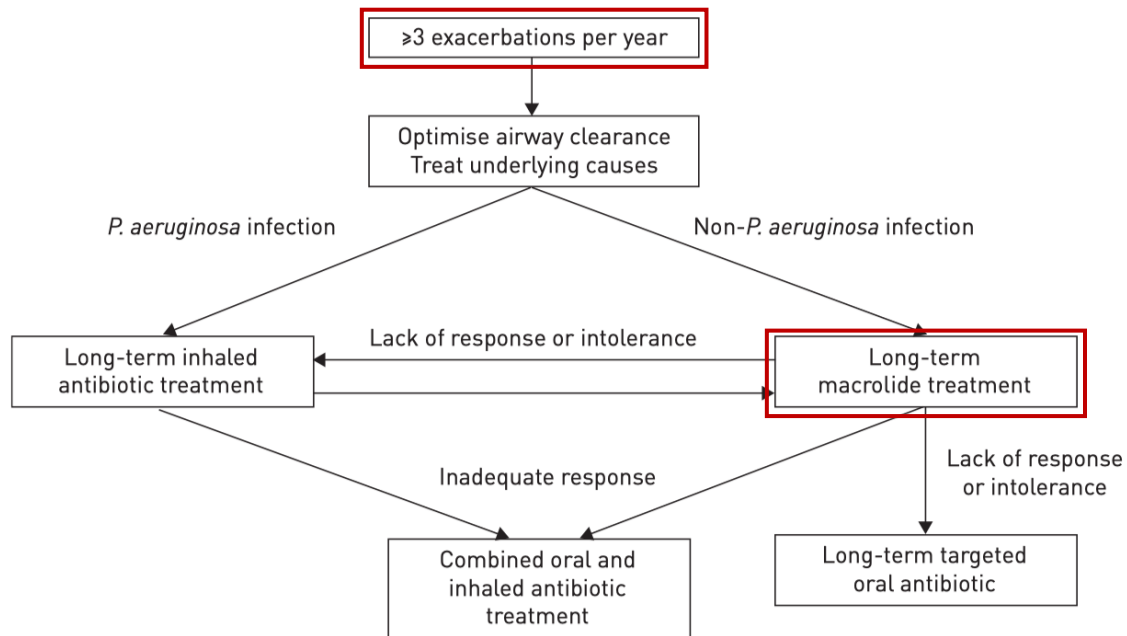 ⩾3 exacerbations per year
Optimise airway clearance
Treat underlying causes
P. aeruginosa infection
Non-P. aeruginosa infection
Lack of response or intolerance
Long-term inhaled
antibiotic treatment
Long-term
macrolide treatment
Inadequate response
Lack of response
or intolerance
Combined oral and
inhaled antibiotic
treatment
Long-term targeted
oral antibiotic